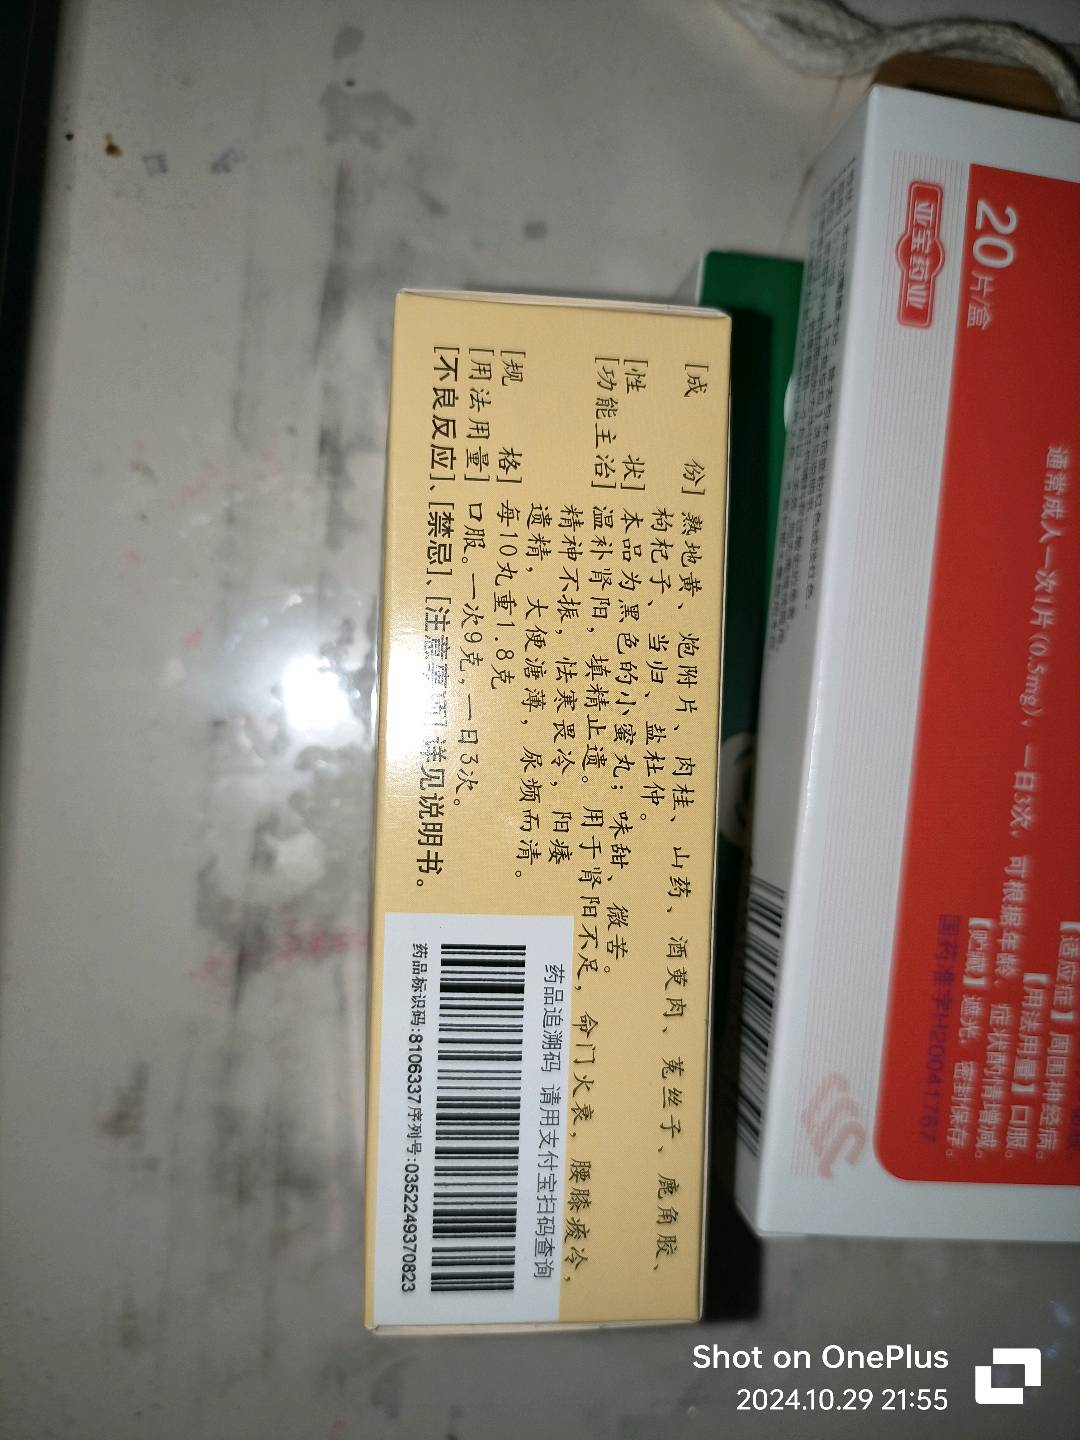 [成 份] 熟地黄、炮附片、肉桂、山药、酒萸肉、菟丝子、鹿角胶、
枸杞子、当归、盐杜仲。
[性 状] 本品为黑色的小蜜丸；味甜、微苦。
[功能主治] 温补肾阳，填精止遗。用于肾阳不足，命门火衰，腰膝痠冷，
精神不振，怯寒畏冷，阳痿
遗精，大便溏薄，尿频而清。
[规 格] 每10丸重1.8克
[用法用量] 口服。一次9克，一日3次。
[不良反应]、[禁忌]、[注意事项]详见说明书。
药品追溯码 请用支付宝扫码查询
药品标识码:8106337序列号:0352249370823
20片/盒
亚宝药业
【适应症】周围神经病。
【用法用量】口服。
通常成人一次1片(0.5mg)，一日3次，可根据年龄、症状酌情增减。
【贮藏】遮光，密封保存。
国药准字H20041767
Shot on OnePlus
2024.10.29 21:55